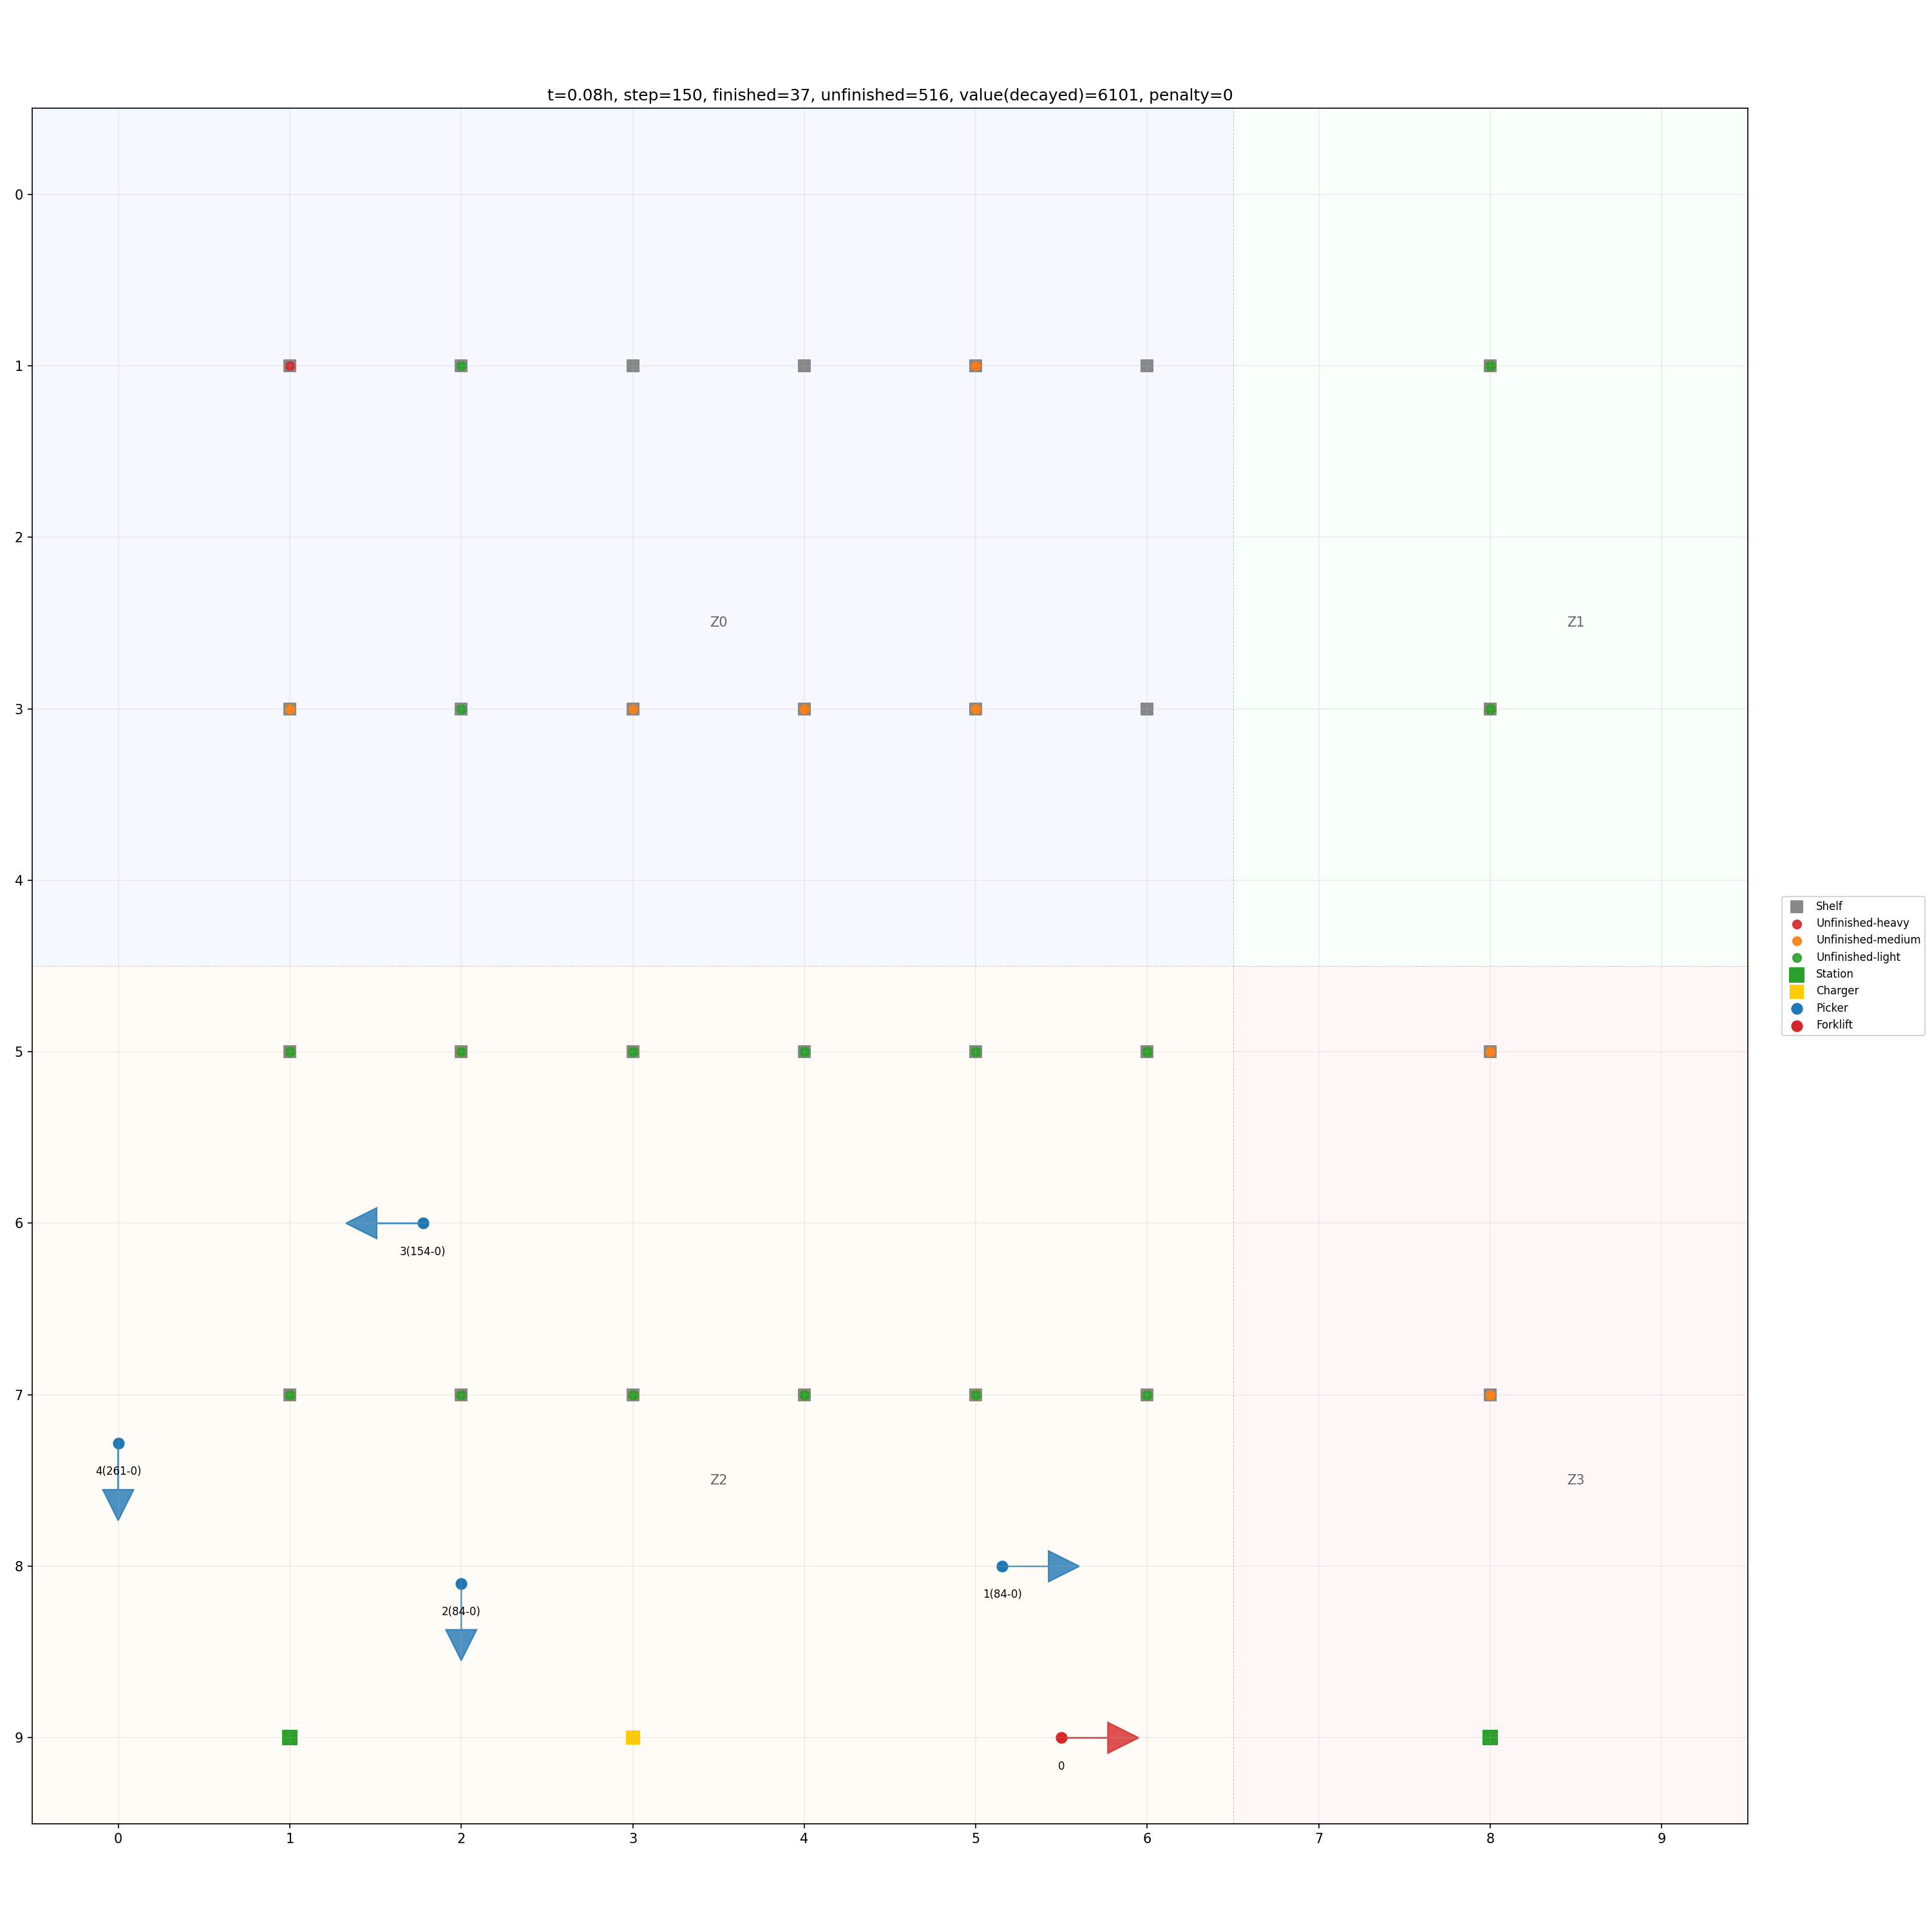 t=0.08h, step=150, finished=37, unfinished=516, value(decayed)=6101, penalty=0
0
1
2
Z0
Z1
3
4
Shelf
Unfinished-heavy
Unfinished-medium
Unfinished-light
Station
Charger
Picker
Forklift
5
6
3(154-0)
7
4(261-0)
Z2
Z3
8
1(84-0)
2(84-0)
9
0
0 1 2 3 4 5 6 7 8 9